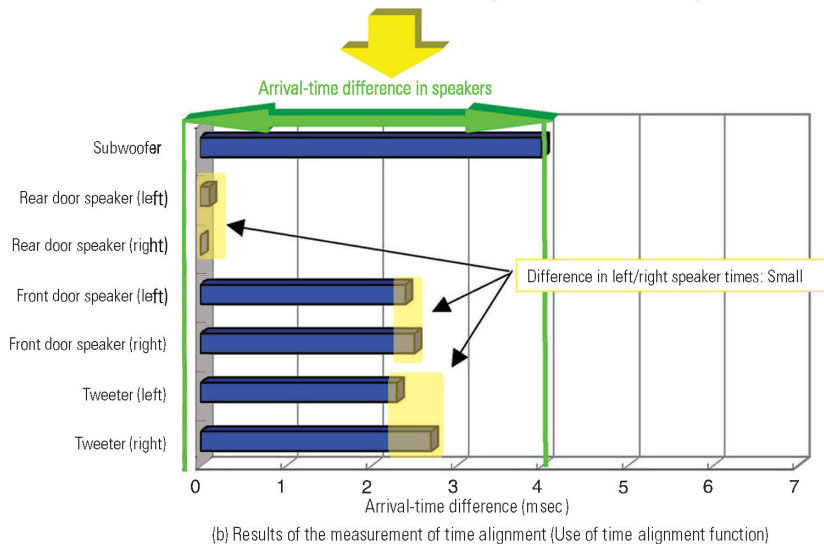 Arrival-time difference in speakers
Subwoofer
Rear door speaker (left)
Rear door speaker (right)
Front door speaker (left)
Front door speaker (right)
Tweeter (left)
Tweeter (right)
Difference in left/right speaker times: Small
0 1 2 3 4 5 6 7
Arrival-time difference (msec)
(b) Results of the measurement of time alignment (Use of time alignment function)